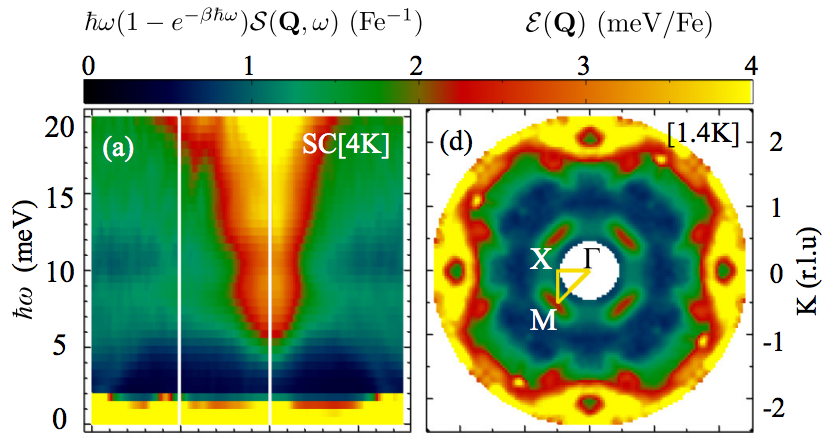 ℏω(1 − e^{−βℏω})𝒮(Q, ω) (Fe⁻¹) ℰ(Q) (meV/Fe)
0 1 2 3 4
(a) SC[4K]
20
15
10
5
0
ℏω (meV)
(d) [1.4K]
X Γ
M
2
1
0
-1
-2
K (r.l.u)